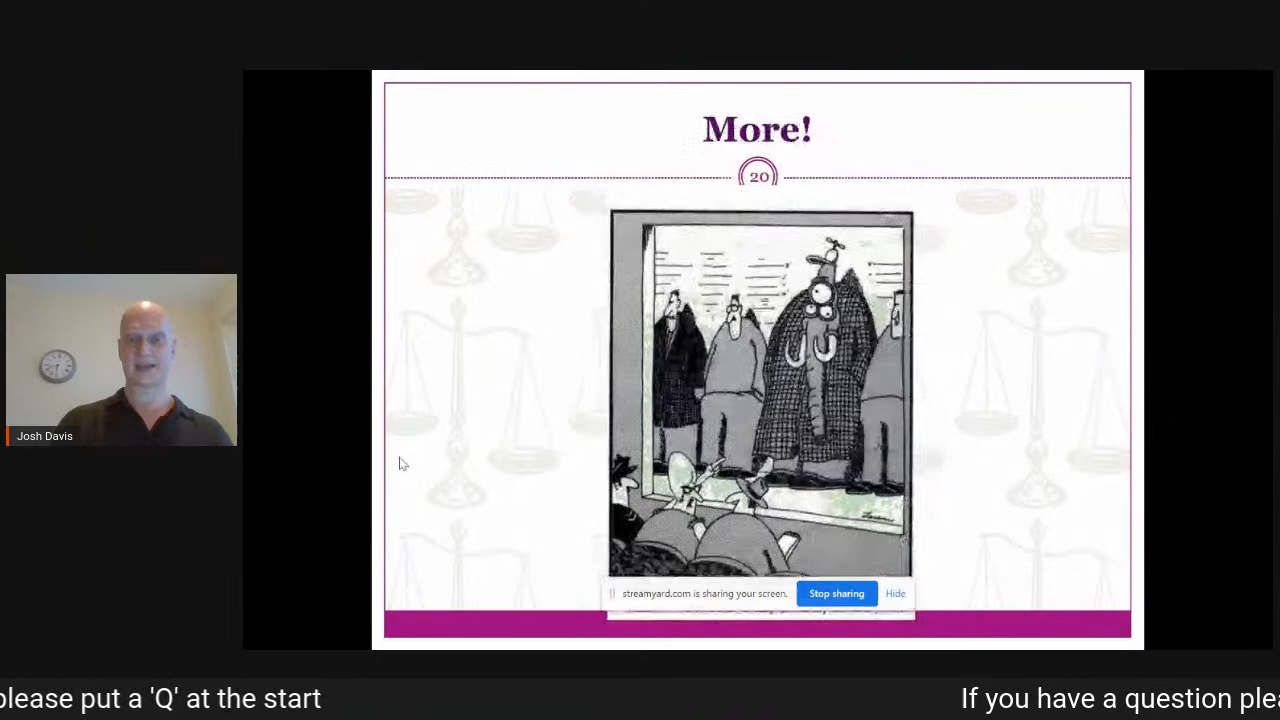 More!
20
Josh Davis
streamyard.com is sharing your screen.
Stop sharing
Hide
please put a 'Q' at the start
If you have a question